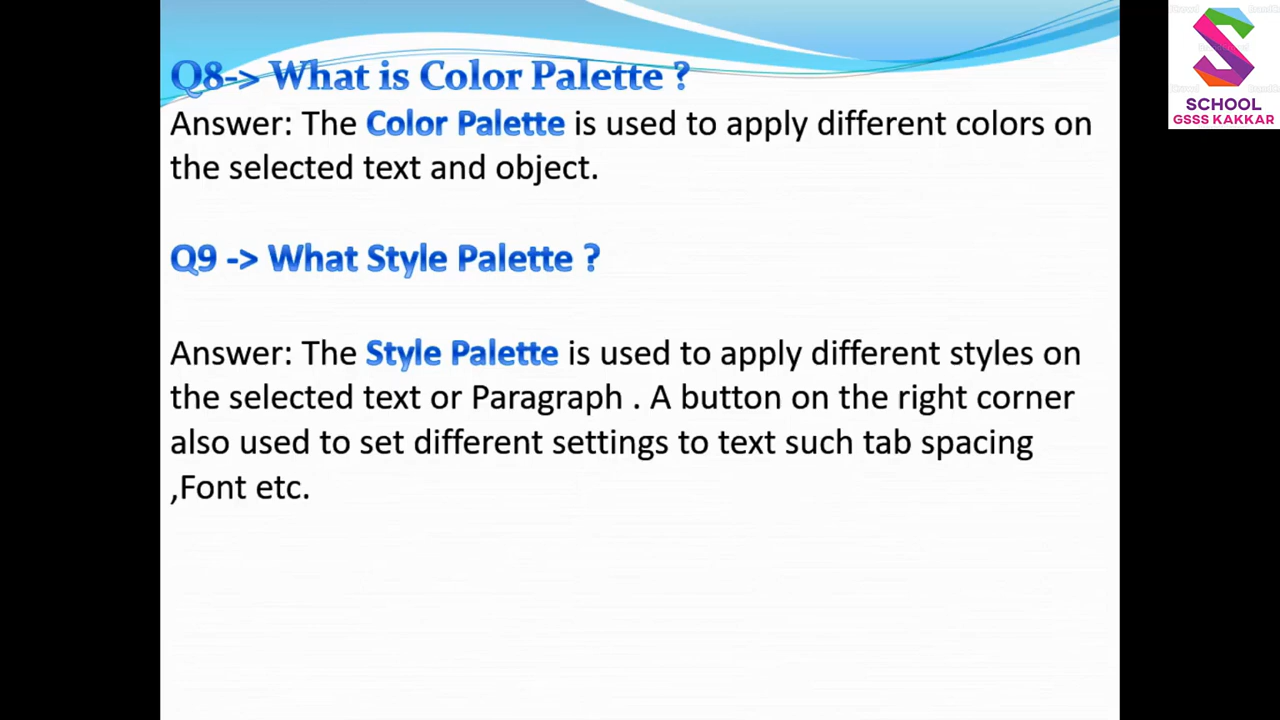 Q8-> What is Color Palette ?
Answer: The Color Palette is used to apply different colors on
the selected text and object.
Q9 -> What Style Palette ?
Answer: The Style Palette is used to apply different styles on
the selected text or Paragraph . A button on the right corner
also used to set different settings to text such tab spacing
,Font etc.
SCHOOL
GSSS KAKKAR